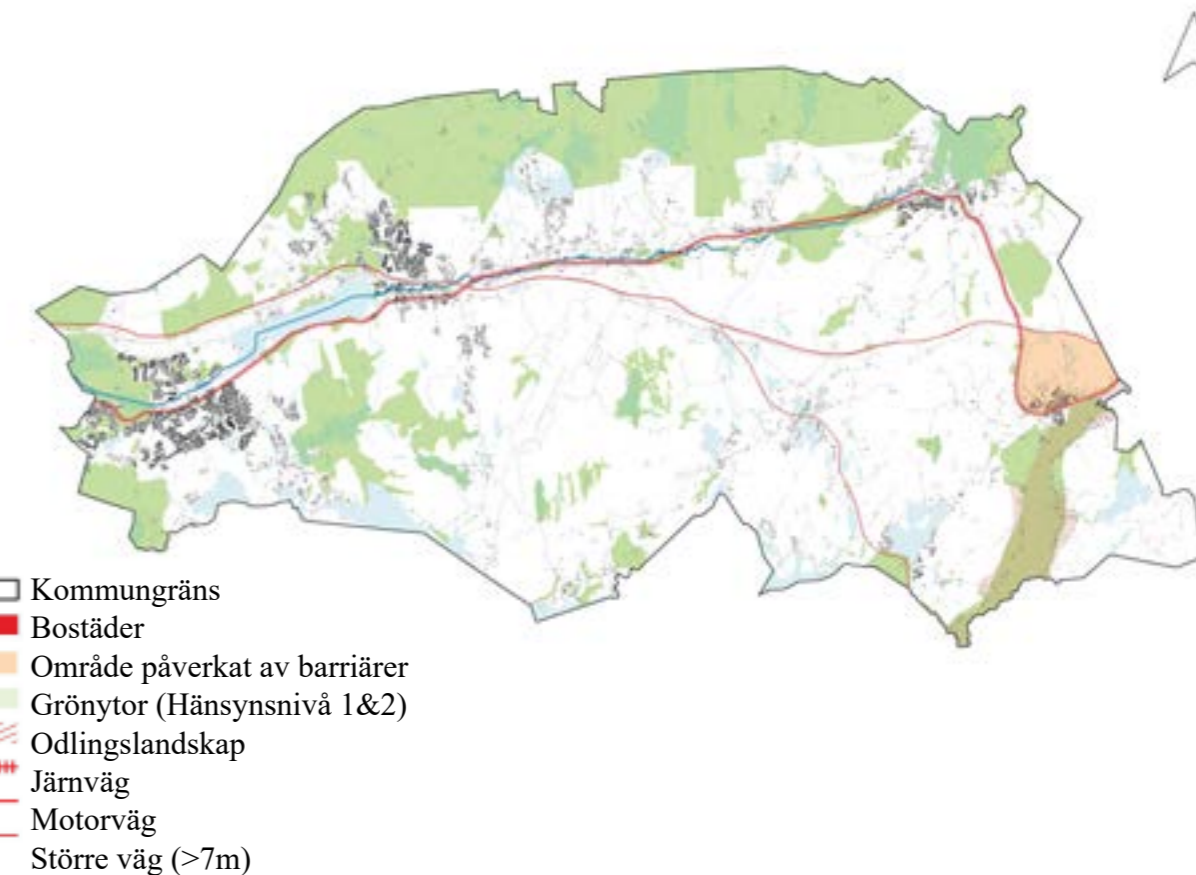 Kommungräns
Bostäder
Område påverkat av barriärer
Grönytor (Hänsynsnivå 1&2)
Odlingslandskap
Järnväg
Motorväg
Större väg (>7m)